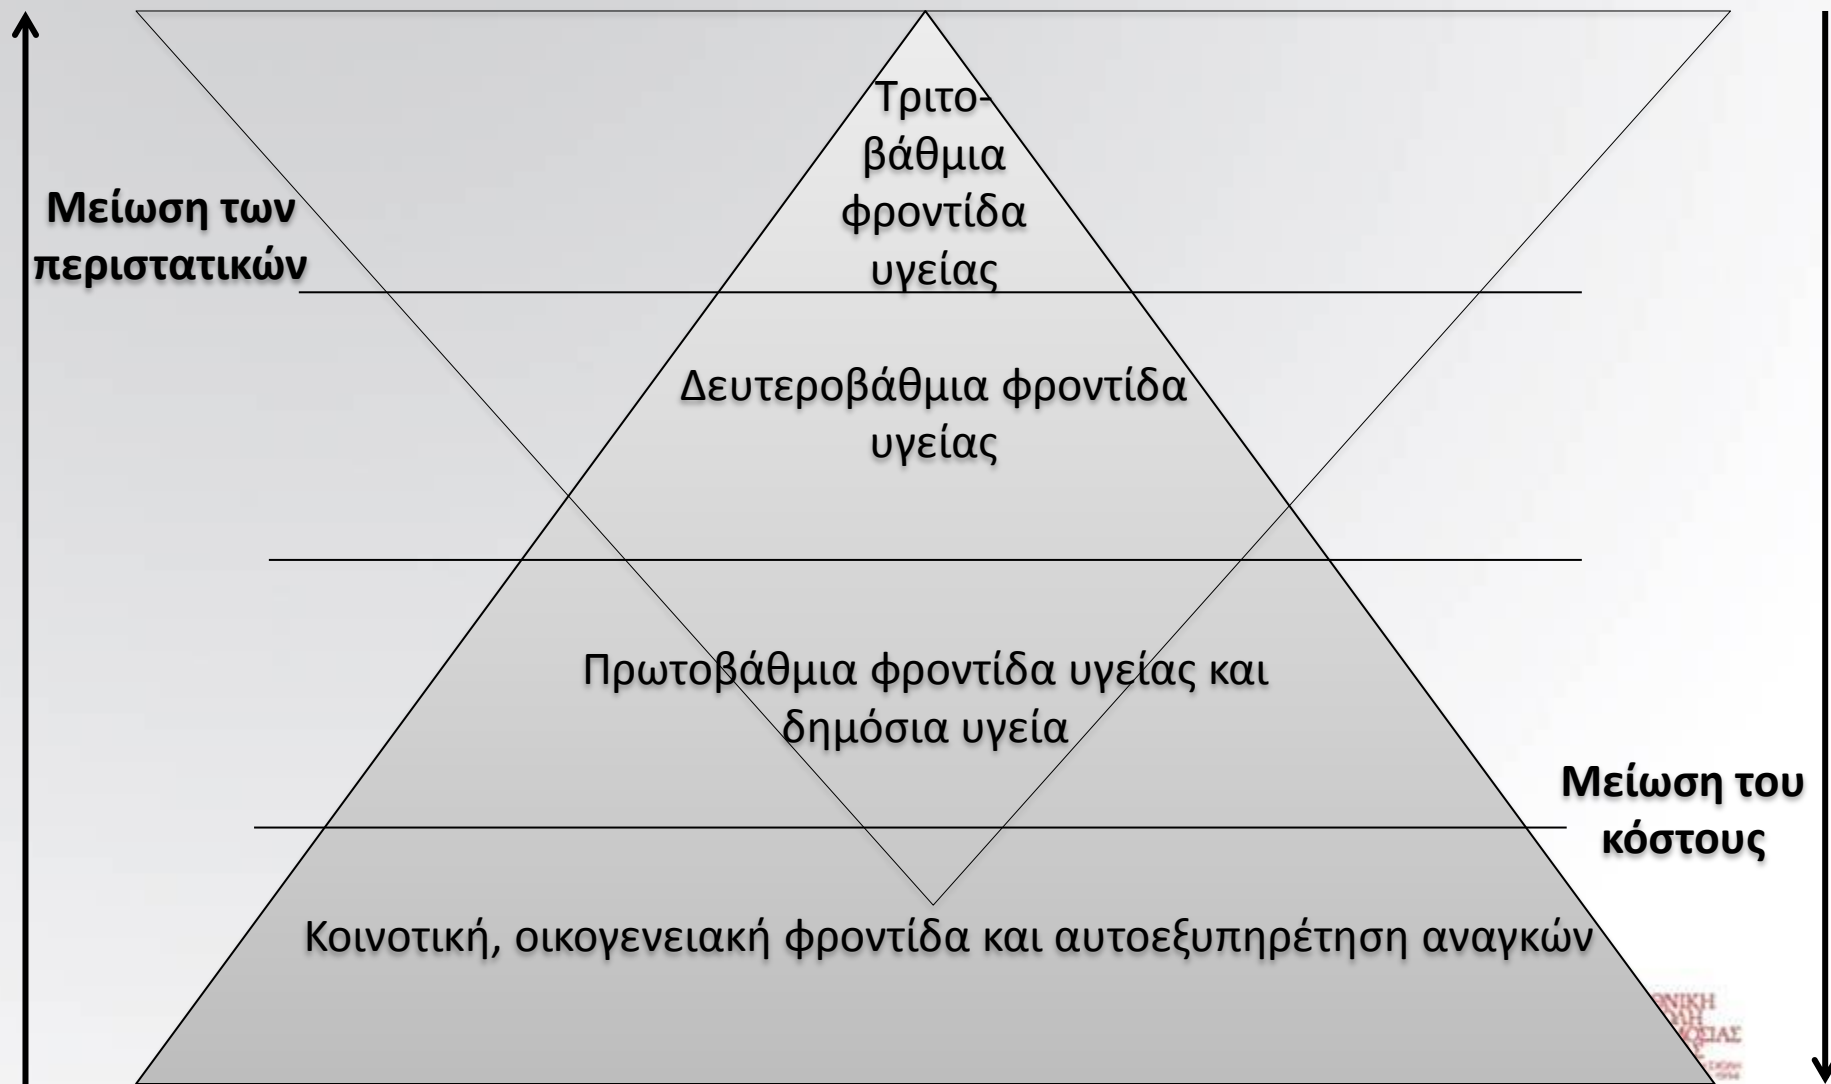 Τριτο-
βάθμια
φροντίδα
υγείας
Μείωση των
περιστατικών
Δευτεροβάθμια φροντίδα
υγείας
Πρωτοβάθμια φροντίδα υγείας και
δημόσια υγεία
Μείωση του
κόστους
Κοινοτική, οικογενειακή φροντίδα και αυτοεξυπηρέτηση αναγκών